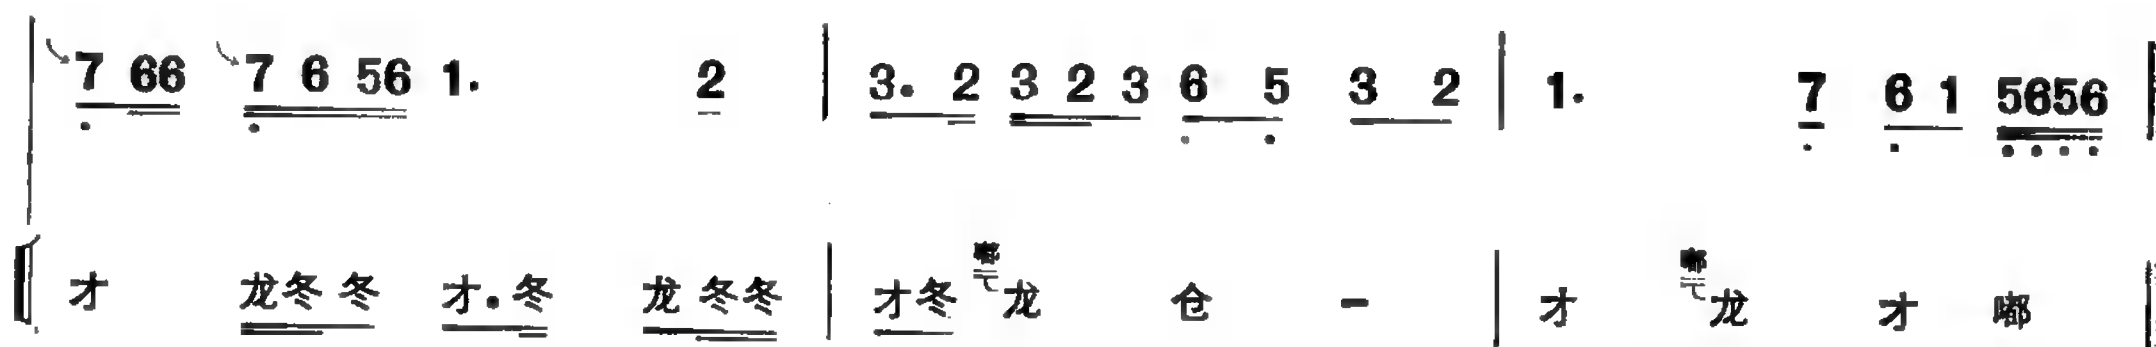 7 66 7 6 56 1. 2 | 3. 2 3 2 3 6 5 3 2 | 1. 7 6 1 5656
嘟 嘟
才 龙冬 冬 才.冬 龙 冬冬 | 才冬 龙 仓 - | 才 龙 才 嘟